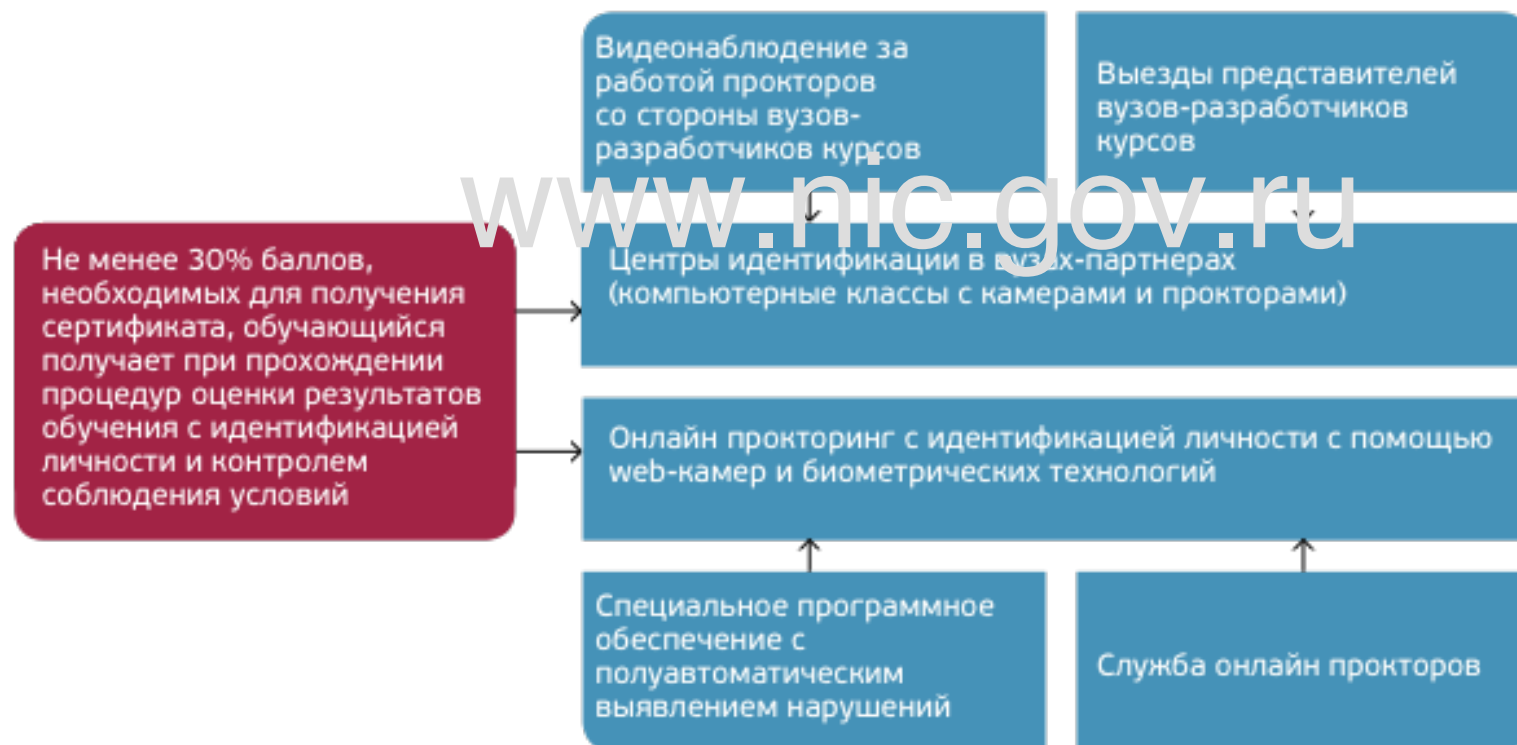 Видеонаблюдение за
работой прокторов
со стороны вузов-
разработчиков курсов
Выезды представителей
вузов-разработчиков
курсов
www.nic.gov.ru
Не менее 30% баллов,
необходимых для получения
сертификата, обучающийся
получает при прохождении
процедур оценки результатов
обучения с идентификацией
личности и контролем
соблюдения условий
Центры идентификации в вузах-партнерах
(компьютерные классы с камерами и прокторами)
Онлайн прокторинг с идентификацией личности с помощью
web-камер и биометрических технологий
Специальное программное
обеспечение с
полуавтоматическим
выявлением нарушений
Служба онлайн прокторов